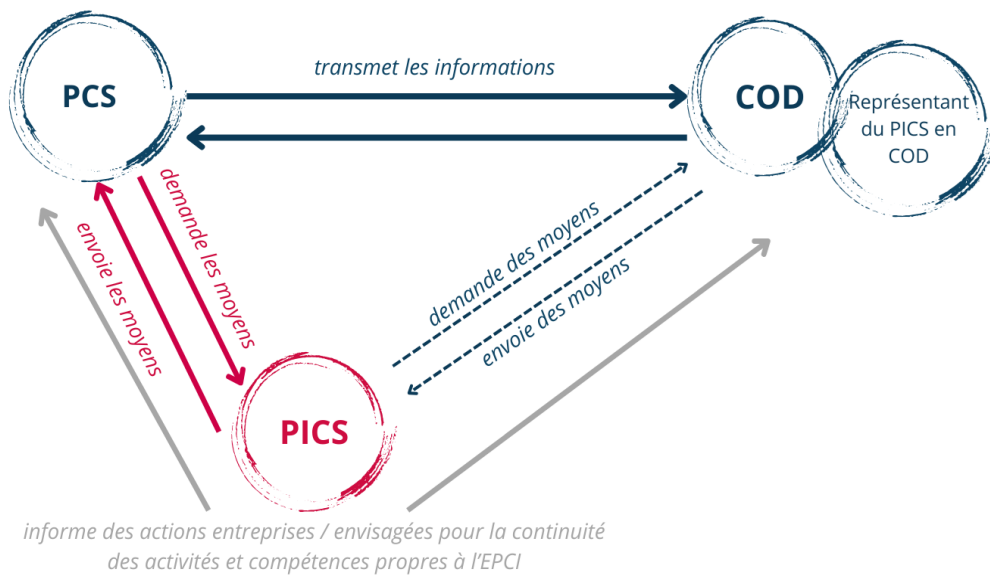 transmet les informations
PCS
COD
Représentant
du PICS en
COD
demande les moyens
envoie les moyens
demande des moyens
envoie des moyens
PICS
informe des actions entreprises / envisagées pour la continuité
des activités et compétences propres à l'EPCI